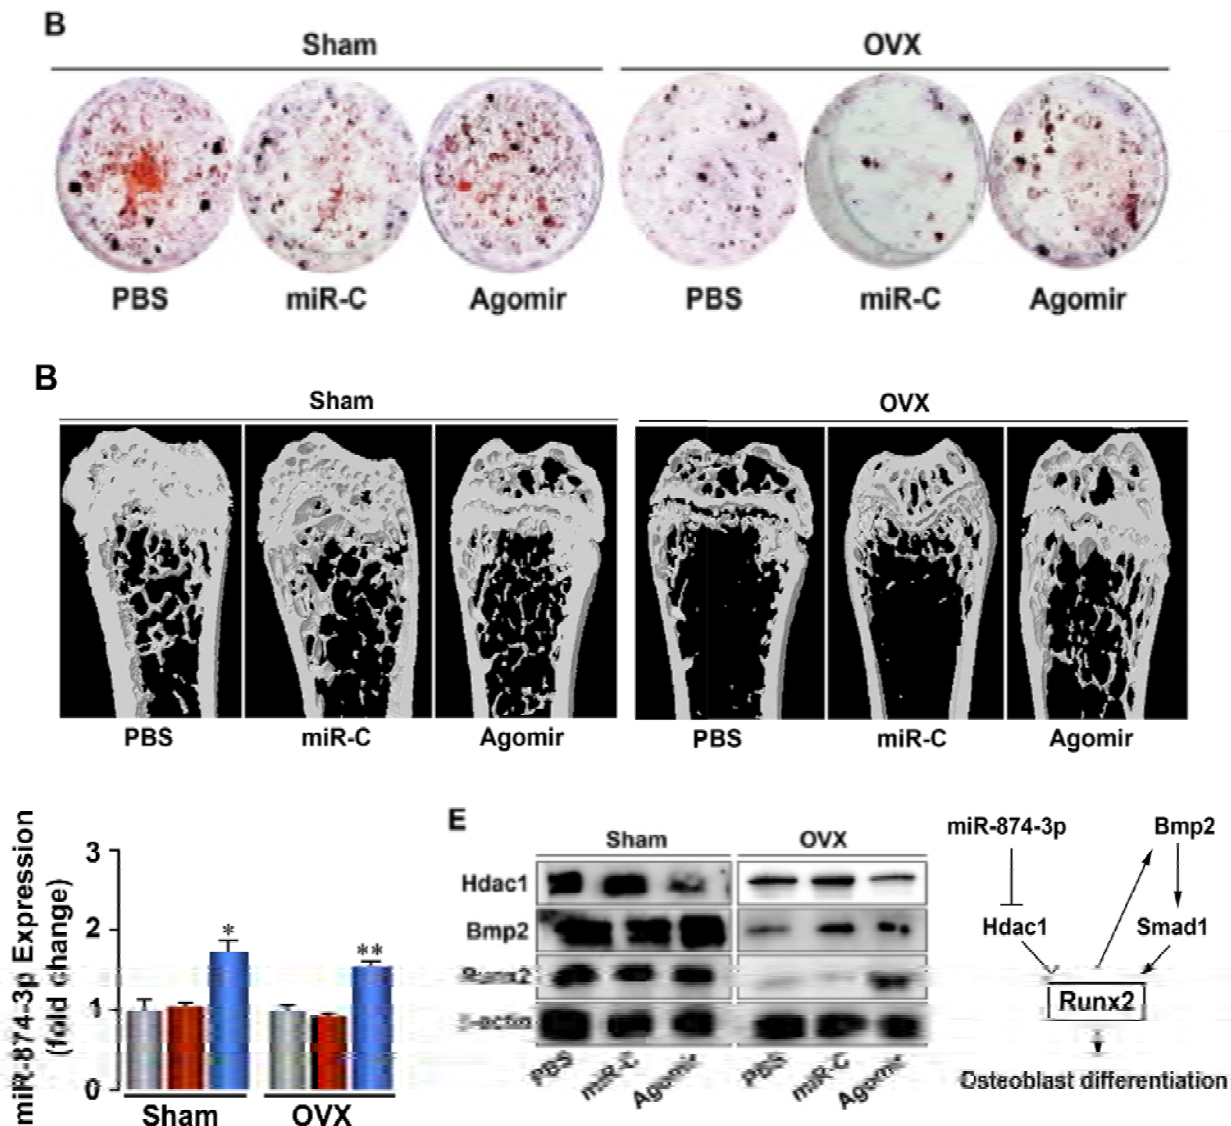 B
Sham OVX
PBS miR-C Agomir PBS miR-C Agomir
B
Sham OVX
PBS miR-C Agomir PBS miR-C Agomir
miR-874-3p Expression
(fold change)
3
2
1
0
*
**
Sham OVX
E
Sham OVX
Hdac1
Bmp2
Runx2
β-actin
PBS miR-C Agomir PBS miR-C Agomir
miR-874-3p Bmp2
Hdac1 Smad1
Runx2
Osteoblast differentiation